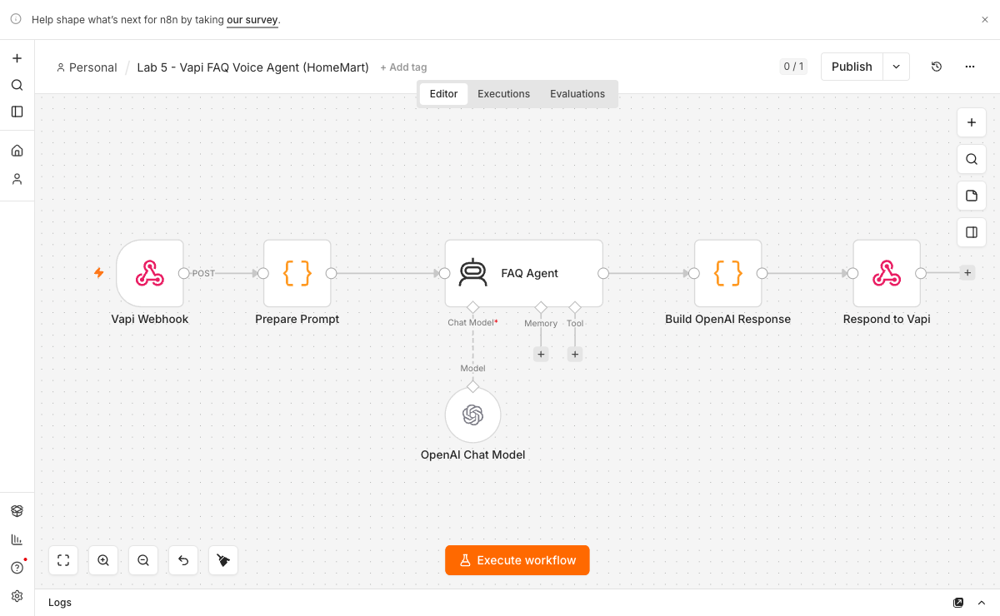 Help shape what's next for n8n by taking our survey.
Personal / Lab 5 - Vapi FAQ Voice Agent (HomeMart) + Add tag
0 / 1
Publish
Editor Executions Evaluations
POST
FAQ Agent
Vapi Webhook
Prepare Prompt
Chat Model*
Memory
Tool
Build OpenAI Response
Respond to Vapi
Model
OpenAI Chat Model
Execute workflow
Logs